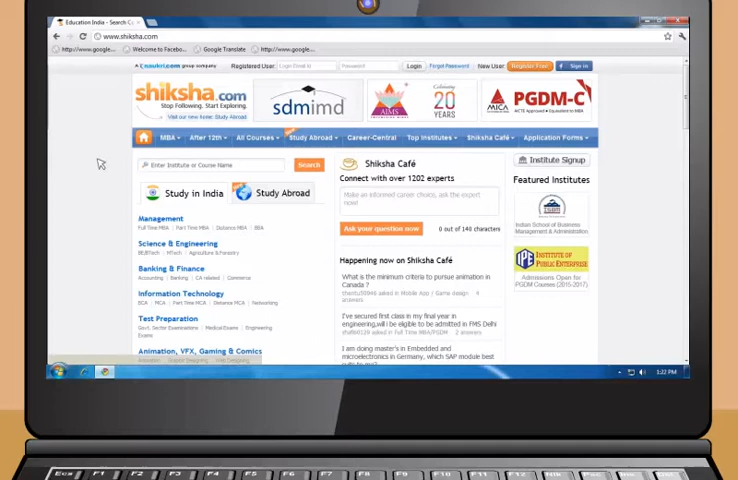 Education India - Search Co
www.shiksha.com
http://www.google...
Welcome to Facebo...
Google Translate
http://www.google...
A naukri.com group company
Registered User:
Login Email Id
Password
Login
Forgot Password
New User:
Register Free
f Sign in
shiksha.com
Stop Following. Start Exploring.
Visit our new home: Study Abroad
sdmimd
AIMS
Celebrating
20
YEARS
MICA
PGDM-C
MBA
After 12th
All Courses
Study Abroad
Career-Central
Top Institutes
Shiksha Café
Application Forms
Enter Institute or Course Name
Search
Study in India
Study Abroad
Management
Full Time MBA Part Time MBA Distance MBA BBA
Science & Engineering
BE/BTech MTech Agriculture & Forestry
Banking & Finance
Accounting Banking CA related Commerce
Information Technology
BCA MCA Part Time MCA Distance MCA Networking
Test Preparation
Govt. Sector Examinations Medical Exams Engineering
Exams
Animation, VFX, Gaming & Comics
Animation Graphic Designing Web Designing
Shiksha Café
Connect with over 1202 experts
Make an informed career choice, ask the expert
now!
Ask your question now
0 out of 140 characters
Happening now on Shiksha Café
What is the minimum criteria to pursue animation in
Canada ?
asked in Mobile App / Game design 4
answers
I've secured first class in my final year in
engineering,will i be eligible to be admitted in FMS Delhi
asked in Full Time MBA/PGDM 2 answers
I am doing master's in Embedded and
microelectronics in Germany, which SAP module best
Institute Signup
Featured Institutes
Indian School of Business
Management & Administration
IPE INSTITUTE OF
PUBLIC ENTERPRISE
Admissions Open for
PGDM Courses (2015-2017)
1:22 PM
Esc F1 F2 F3 F4 F5 F6 F7 F8 F9 F10 F11 F12